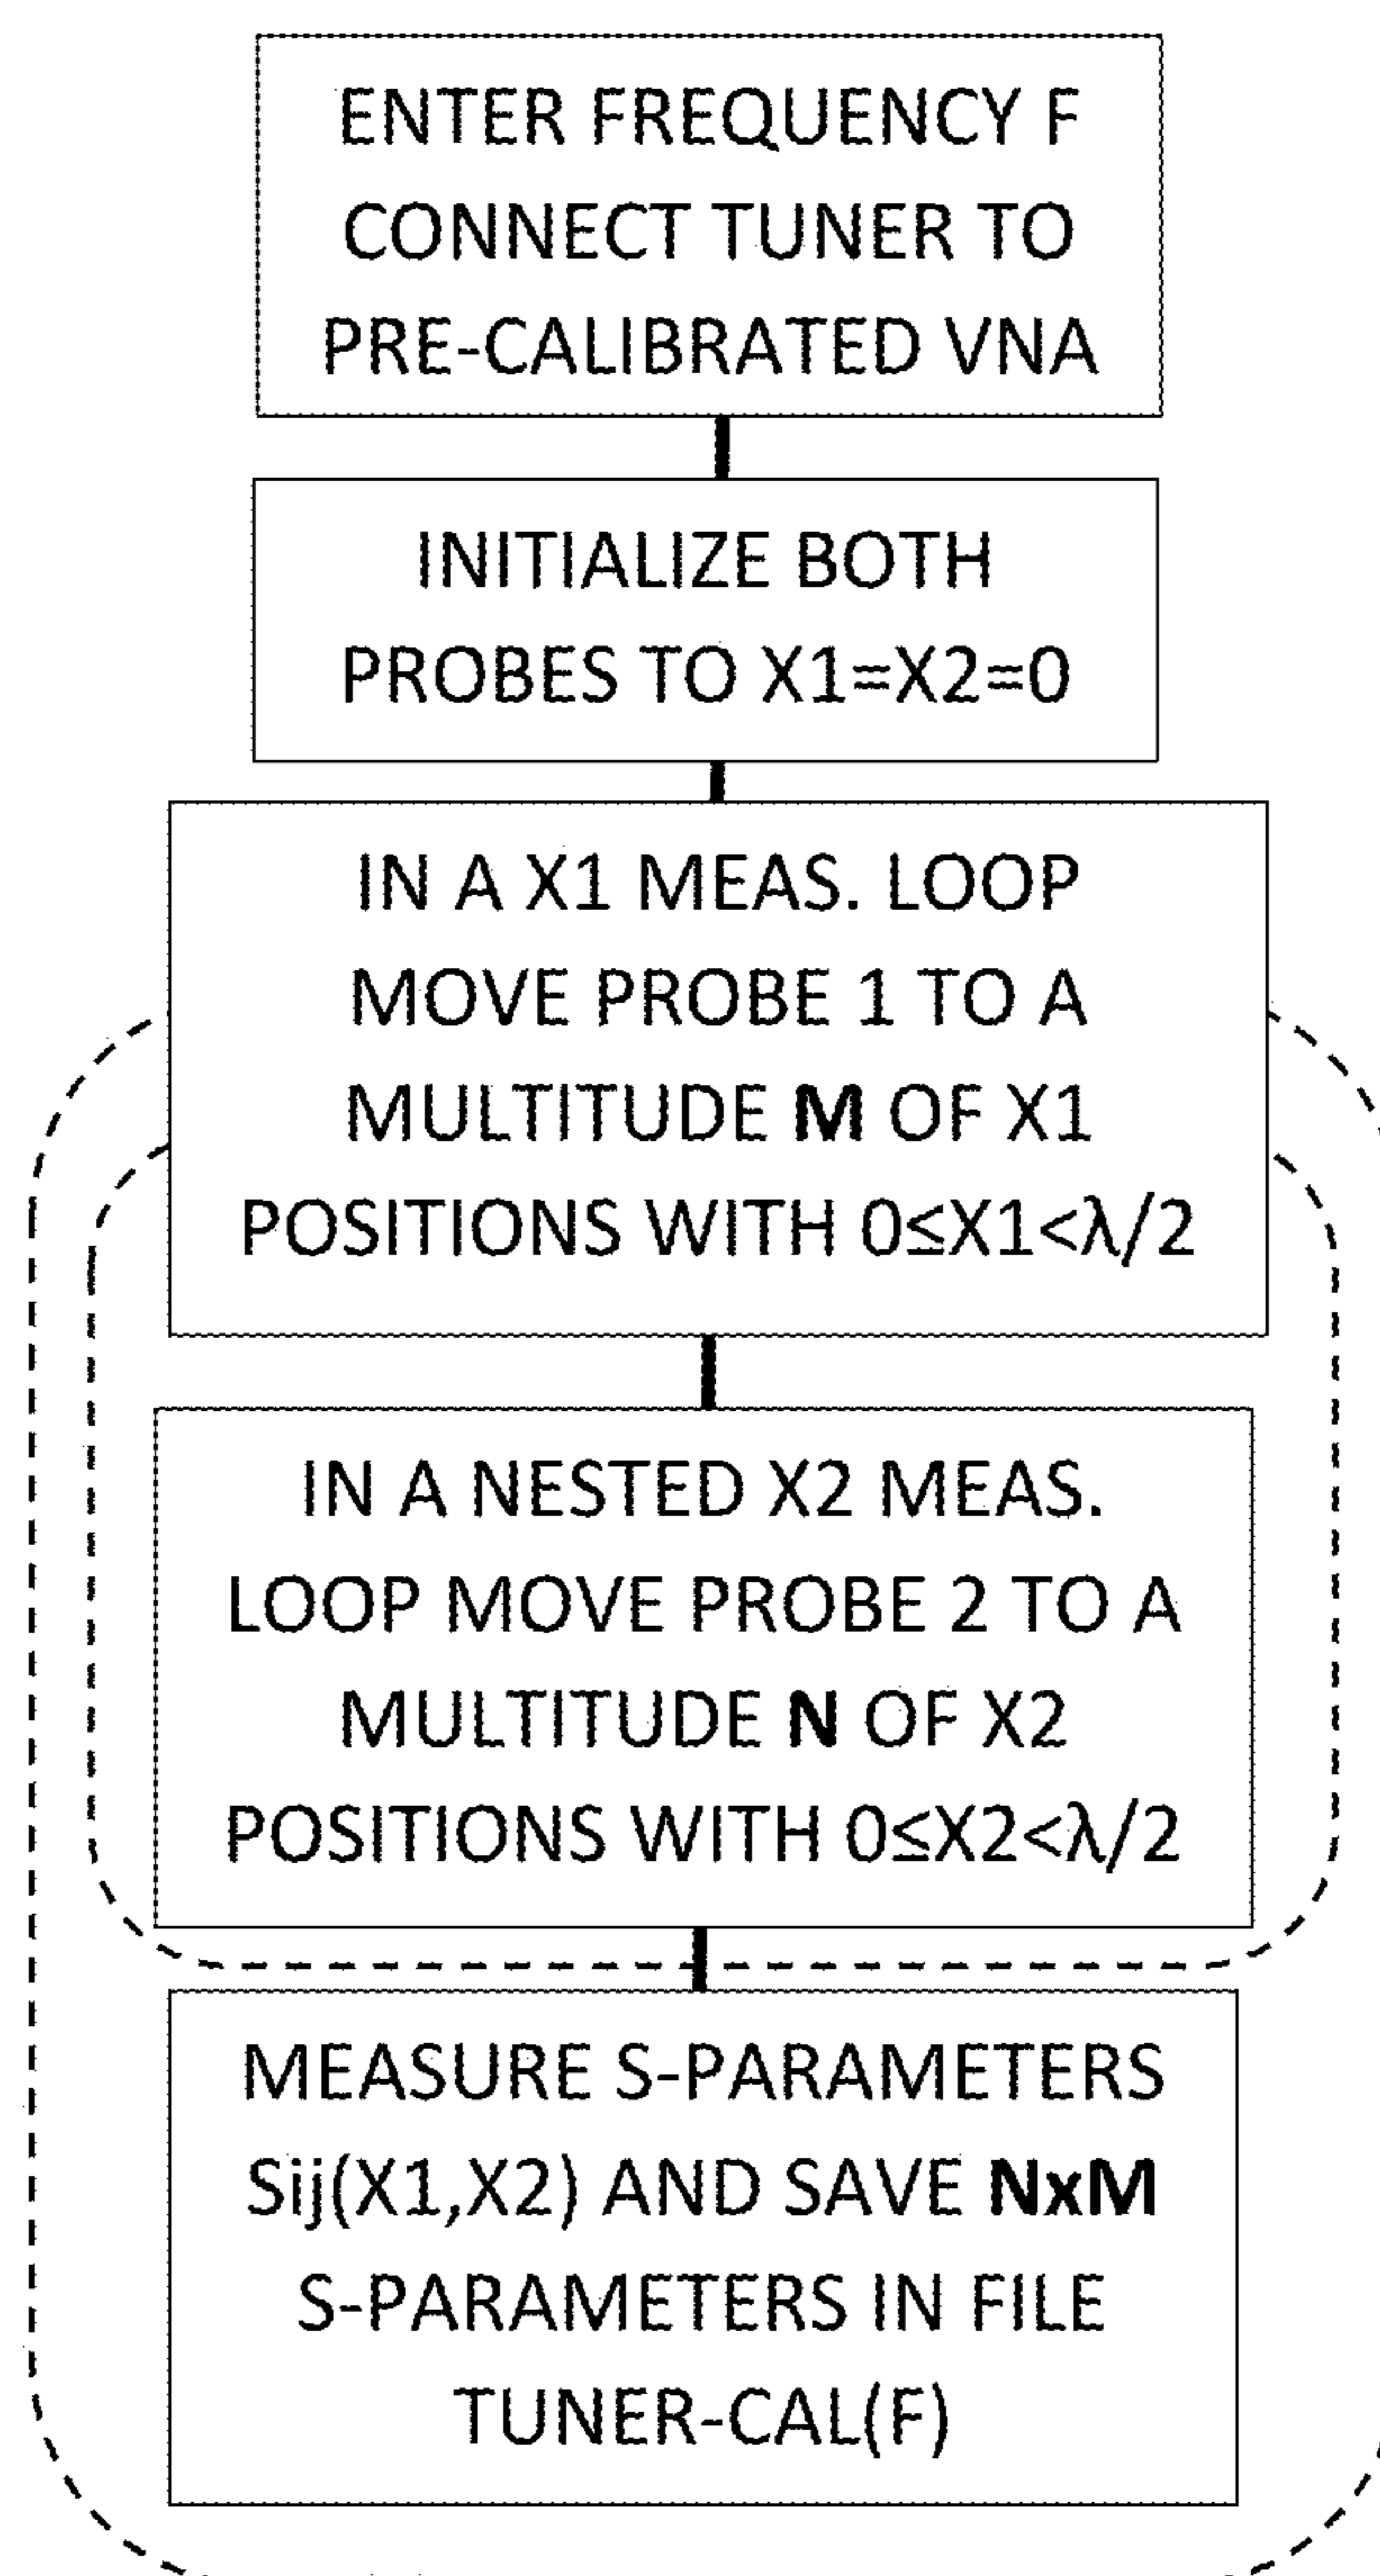 ENTER FREQUENCY F
CONNECT TUNER TO
PRE-CALIBRATED VNA
INITIALIZE BOTH
PROBES TO X1=X2=0
IN A X1 MEAS. LOOP
MOVE PROBE 1 TO A
MULTITUDE M OF X1
POSITIONS WITH 0≤X1<λ/2
IN A NESTED X2 MEAS.
LOOP MOVE PROBE 2 TO A
MULTITUDE N OF X2
POSITIONS WITH 0≤X2<λ/2
MEASURE S-PARAMETERS
Sij(X1,X2) AND SAVE NxM
S-PARAMETERS IN FILE
TUNER-CAL(F)